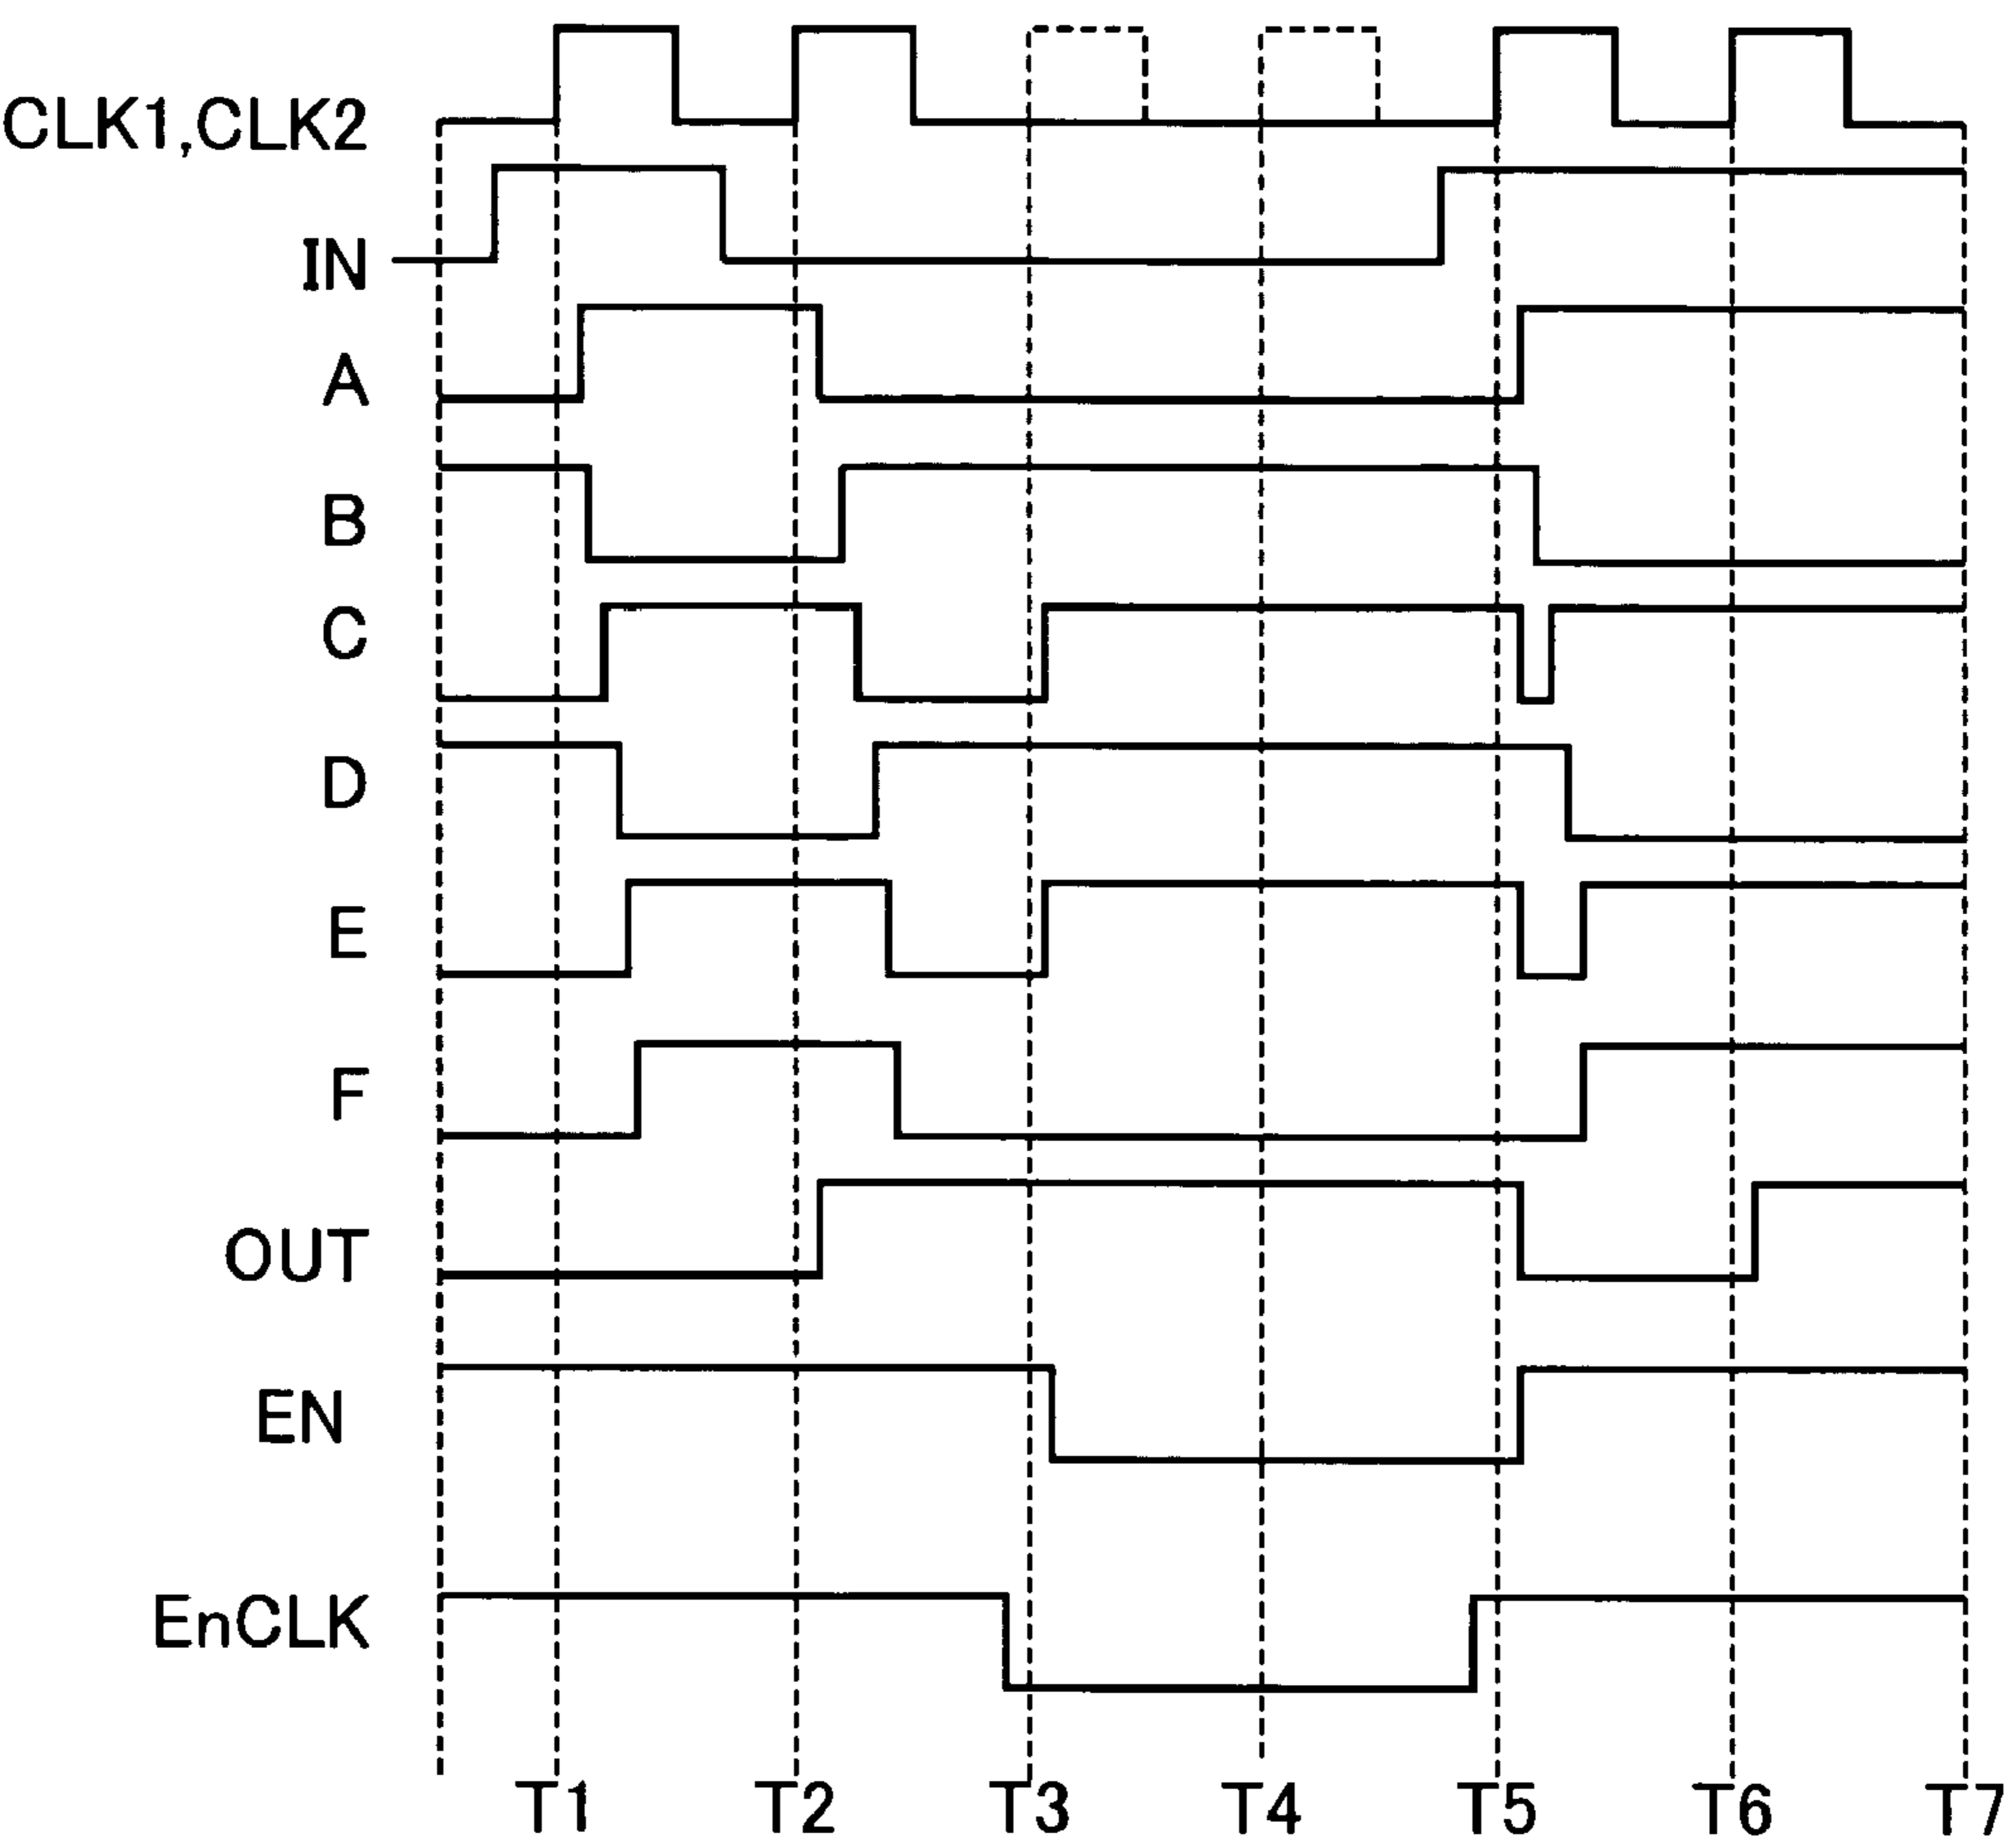 CLK1,CLK2
IN
A
B
C
D
E
F
OUT
EN
EnCLK
T1 T2 T3 T4 T5 T6 T7